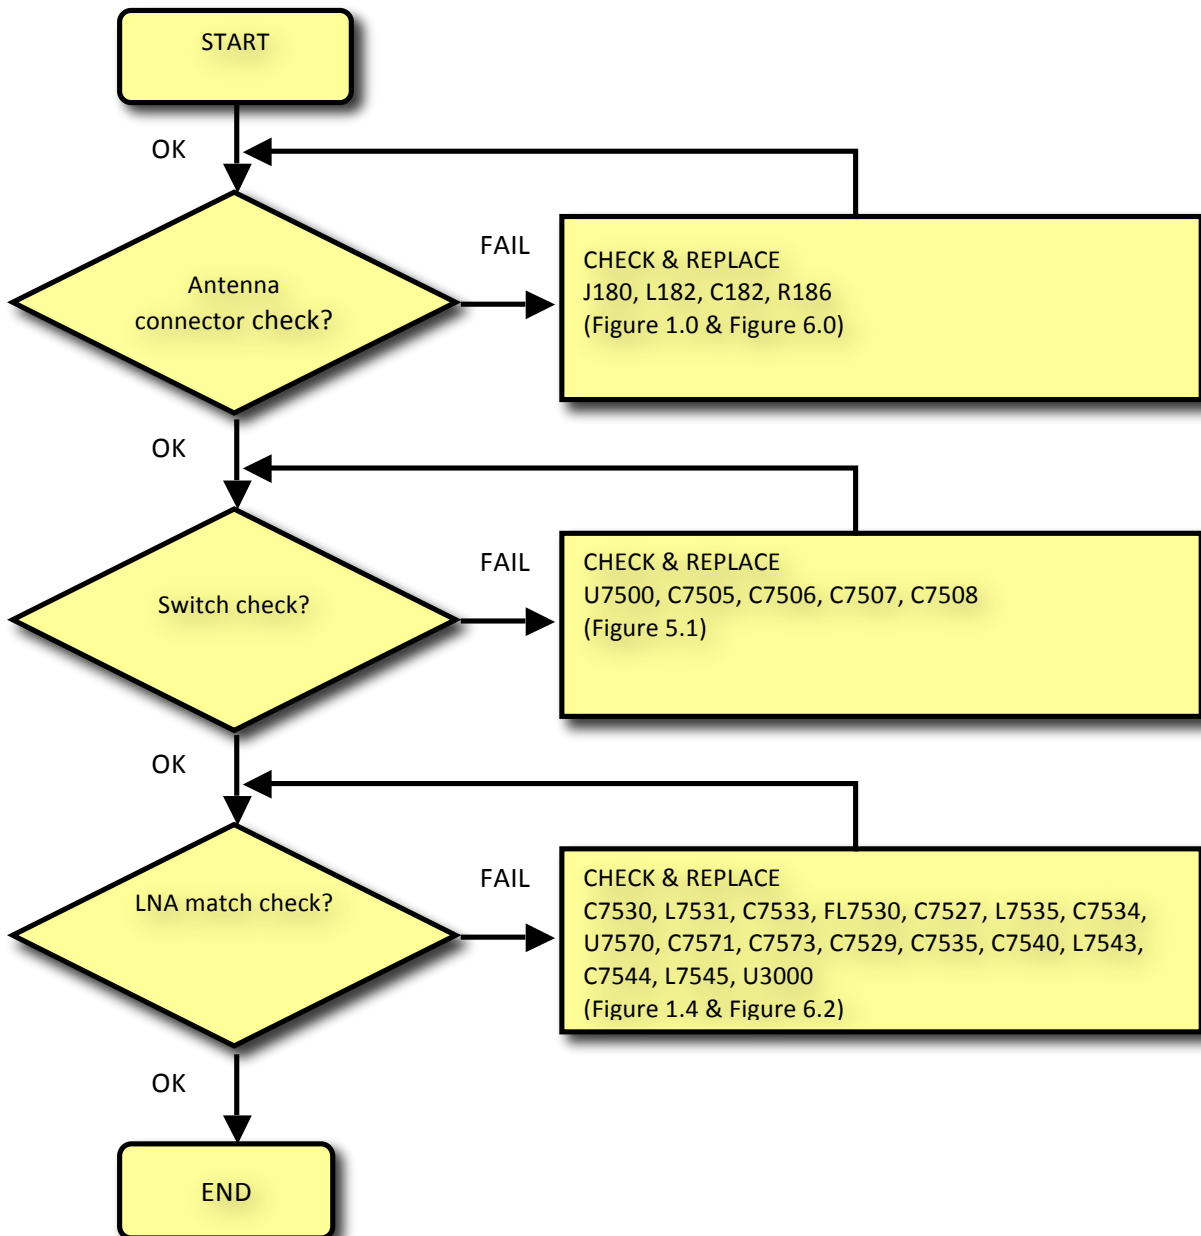 START
OK
Antenna
connector check?
FAIL
CHECK & REPLACE
J180, L182, C182, R186
(Figure 1.0 & Figure 6.0)
OK
Switch check?
FAIL
CHECK & REPLACE
U7500, C7505, C7506, C7507, C7508
(Figure 5.1)
OK
LNA match check?
FAIL
CHECK & REPLACE
C7530, L7531, C7533, FL7530, C7527, L7535, C7534,
U7570, C7571, C7573, C7529, C7535, C7540, L7543,
C7544, L7545, U3000
(Figure 1.4 & Figure 6.2)
OK
END